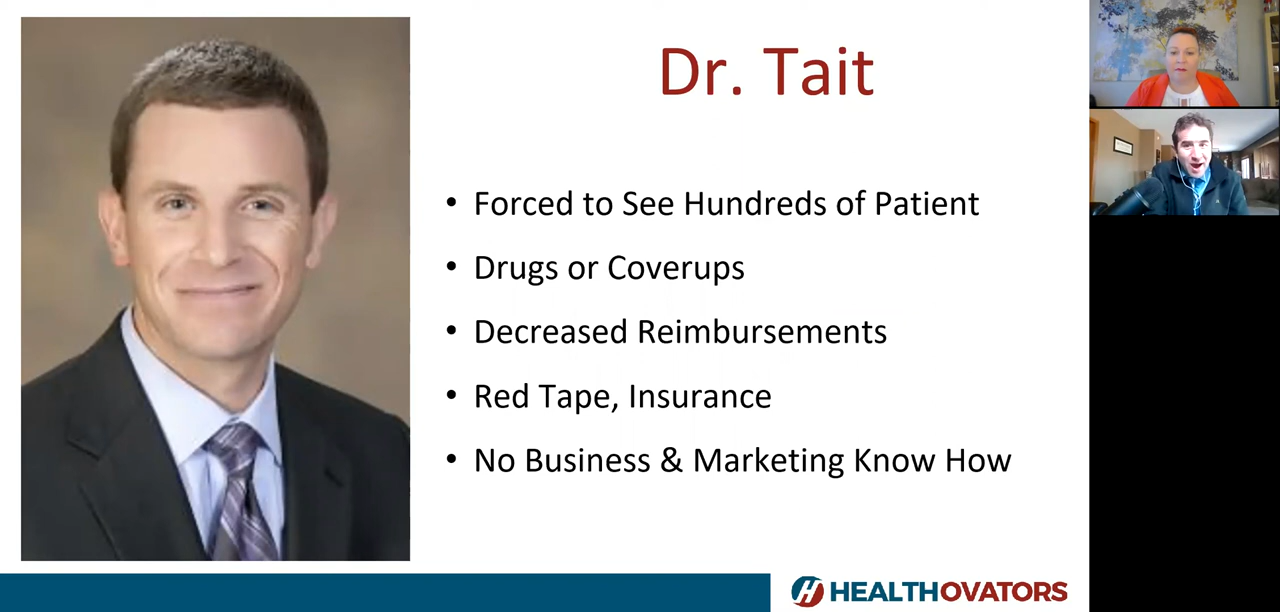 Dr. Tait
• Forced to See Hundreds of Patient
• Drugs or Coverups
• Decreased Reimbursements
• Red Tape, Insurance
• No Business & Marketing Know How
HEALTHOVATORS